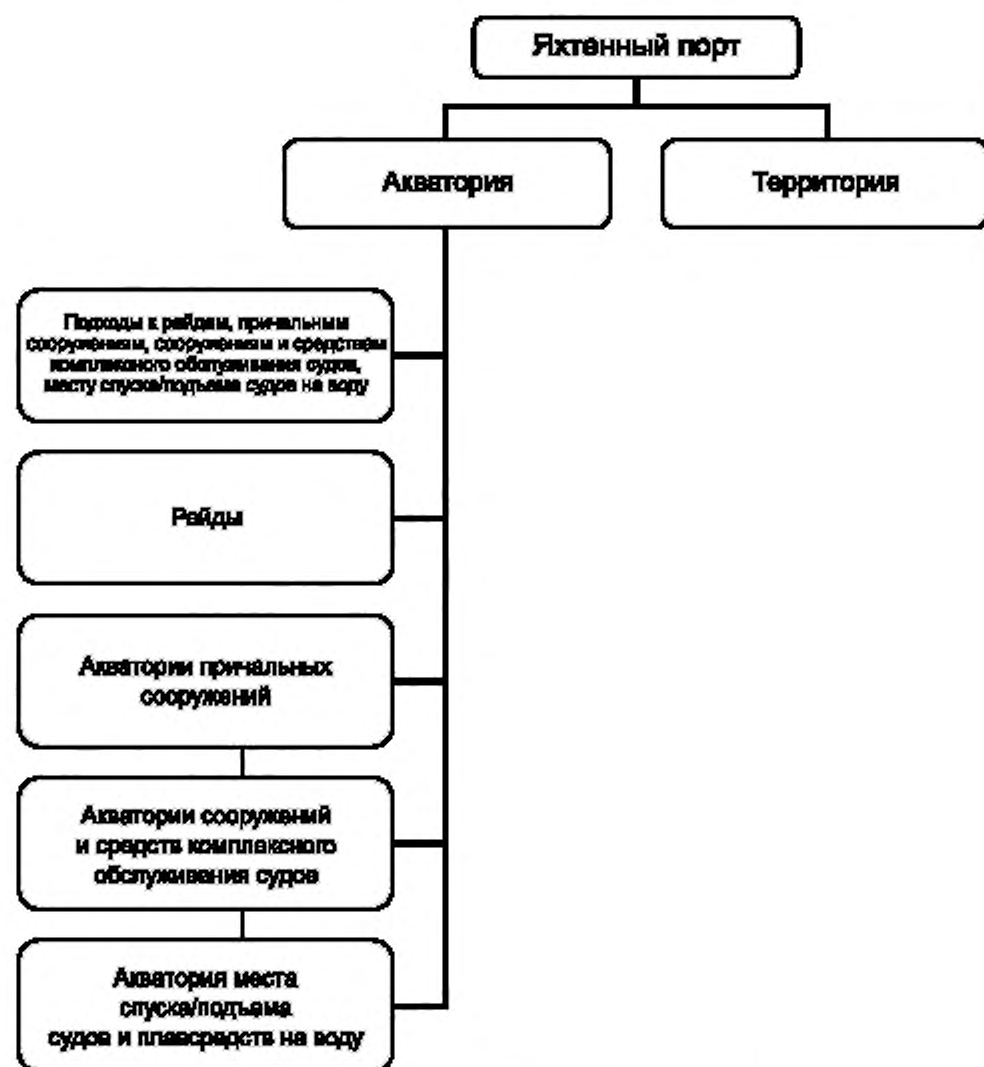 Яхтенный порт
Акватория
Территория
Подходы к рейдам, причальным
сооружениям, сооружениям и средствам
комплексного обслуживания судов,
месту спуска/подъема судов на воду
Рейды
Акватории причальных
сооружений
Акватории сооружений
и средств комплаксного
обслуживания судов
Акватория места
спуска/подъема
судов и плавсредств на воду